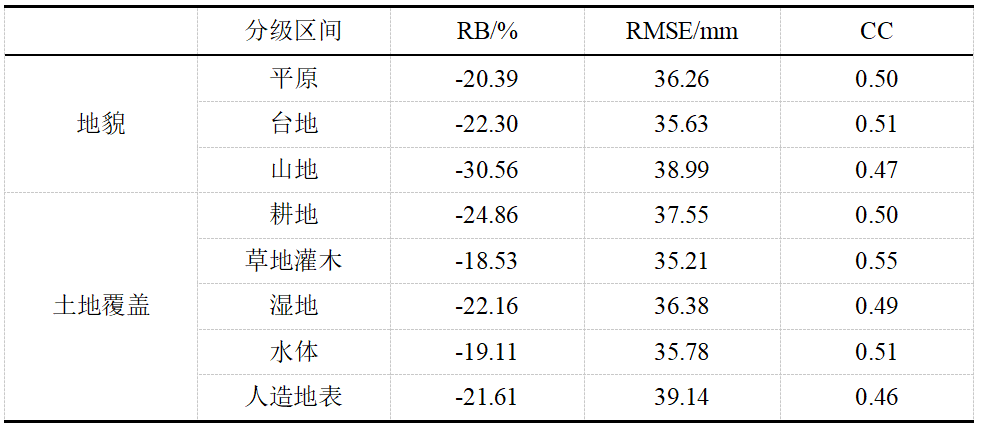 分级区间 RB/% RMSE/mm CC
地貌
平原 -20.39 36.26 0.50
台地 -22.30 35.63 0.51
山地 -30.56 38.99 0.47
土地覆盖
耕地 -24.86 37.55 0.50
草地灌木 -18.53 35.21 0.55
湿地 -22.16 36.38 0.49
水体 -19.11 35.78 0.51
人造地表 -21.61 39.14 0.46